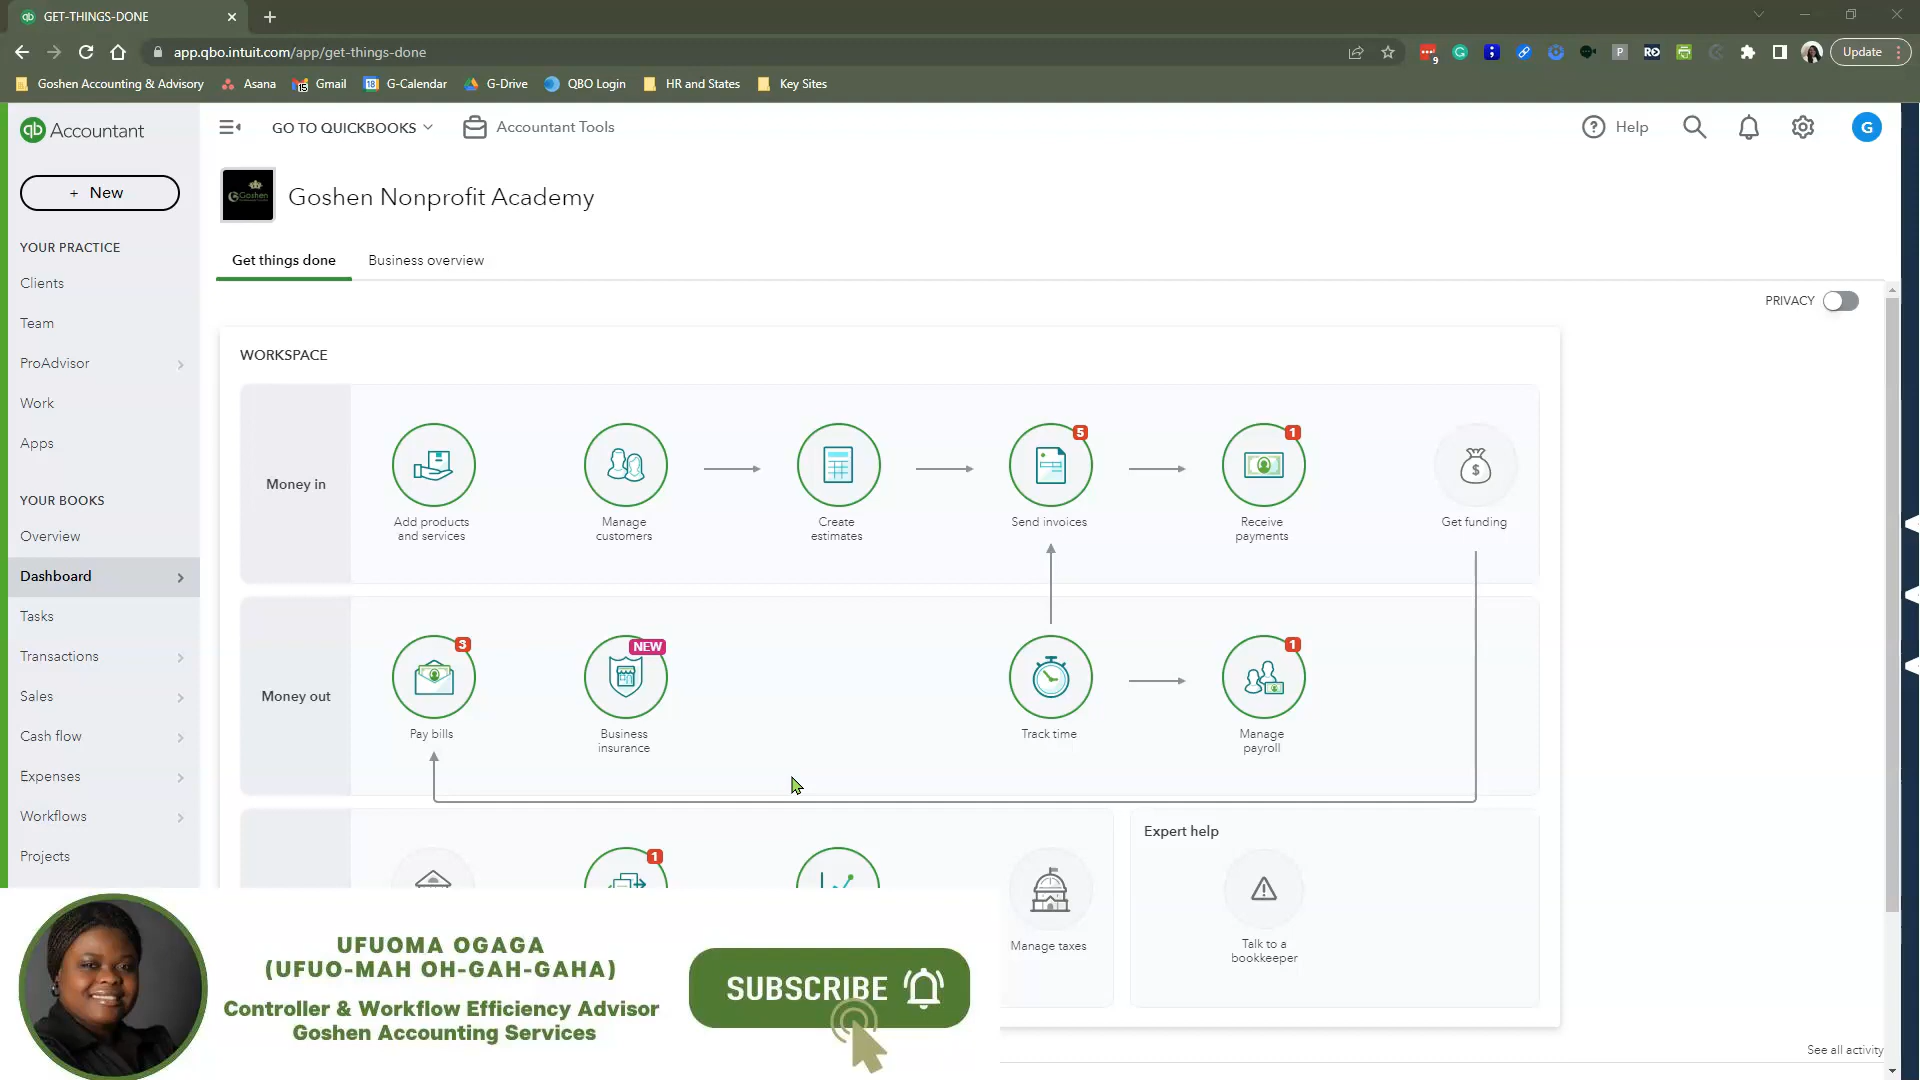 GET-THINGS-DONE
app.qbo.intuit.com/app/get-things-done
9
P
Update
Goshen Accounting & Advisory
Asana
Gmail
G-Calendar
G-Drive
QBO Login
HR and States
Key Sites
qb Accountant
GO TO QUICKBOOKS
Accountant Tools
Help
G
+ New
Goshen
Goshen Nonprofit Academy
YOUR PRACTICE
Clients
Team
ProAdvisor
Work
Apps
YOUR BOOKS
Overview
Dashboard
Tasks
Transactions
Sales
Cash flow
Expenses
Workflows
Projects
Get things done
Business overview
PRIVACY
WORKSPACE
Money in
Add products
and services
Manage
customers
Create
estimates
5
Send invoices
1
Receive
payments
Get funding
Money out
3
Pay bills
NEW
Business
insurance
Track time
1
Manage
payroll
1
Manage taxes
Expert help
Talk to a
bookkeeper
See all activity
UFUOMA OGAGA
(UFUO-MAH OH-GAH-GAHA)
Controller & Workflow Efficiency Advisor
Goshen Accounting Services
SUBSCRIBE